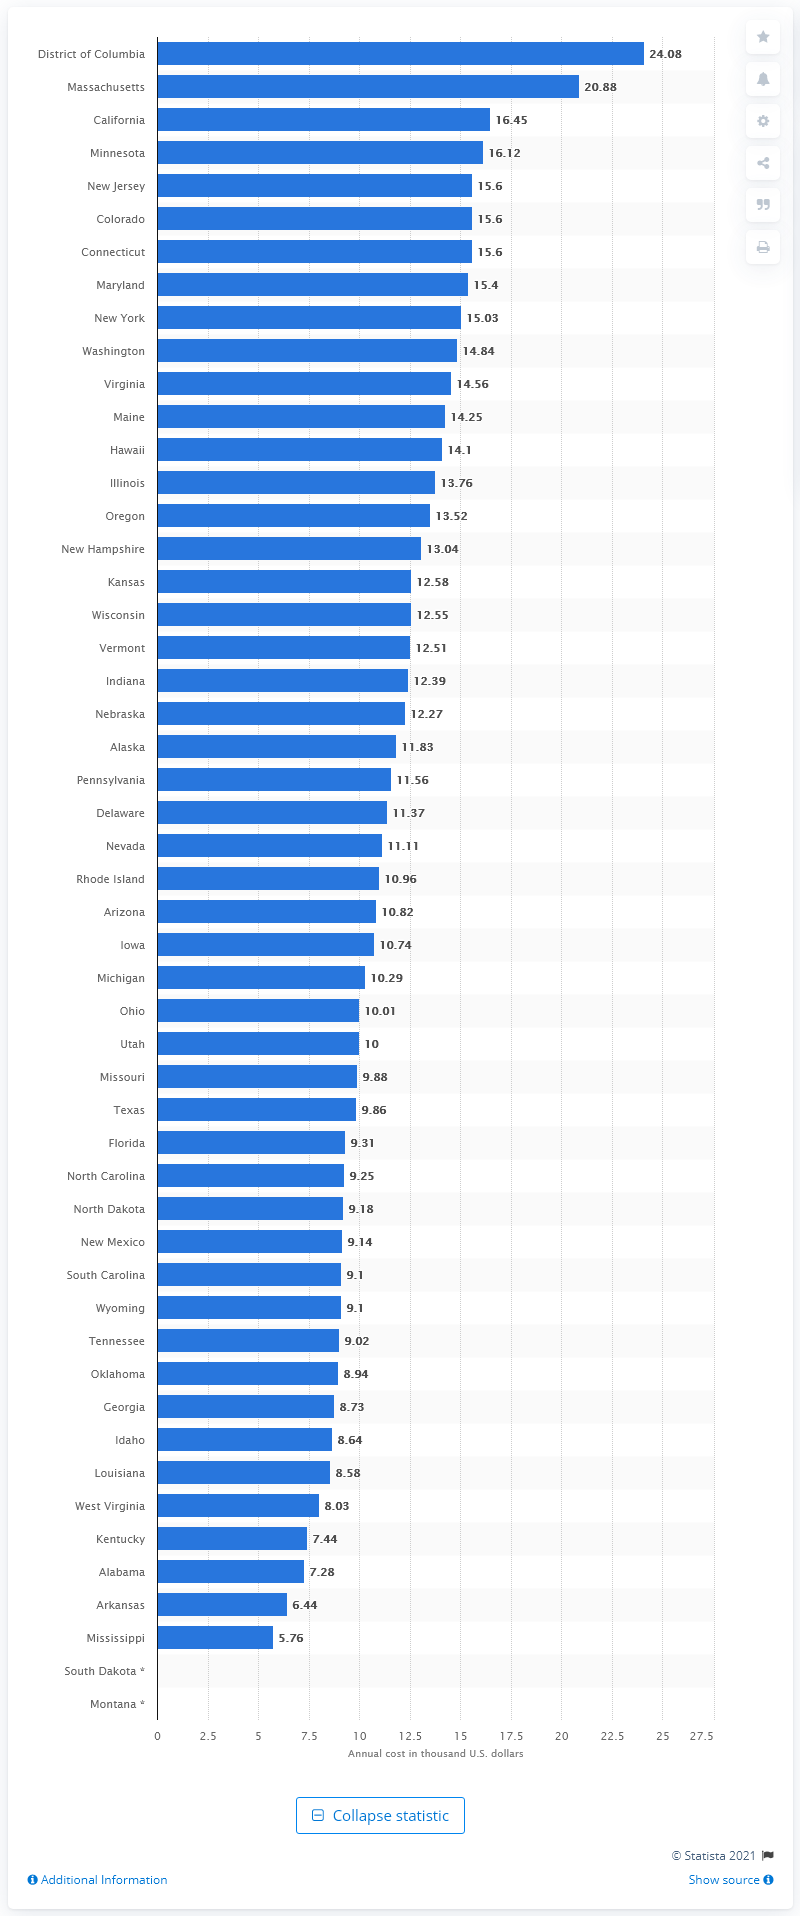 District of Columbia 24.08
Massachusetts 20.88
California 16.45
Minnesota 16.12
New Jersey 15.6
Colorado 15.6
Connecticut 15.6
Maryland 15.4
New York 15.03
Washington 14.84
Virginia 14.56
Maine 14.25
Hawaii 14.1
Illinois 13.76
Oregon 13.52
New Hampshire 13.04
Kansas 12.58
Wisconsin 12.55
Vermont 12.51
Indiana 12.39
Nebraska 12.27
Alaska 11.83
Pennsylvania 11.56
Delaware 11.37
Nevada 11.11
Rhode Island 10.96
Arizona 10.82
Iowa 10.74
Michigan 10.29
Ohio 10.01
Utah 10
Missouri 9.88
Texas 9.86
Florida 9.31
North Carolina 9.25
North Dakota 9.18
New Mexico 9.14
South Carolina 9.1
Wyoming 9.1
Tennessee 9.02
Oklahoma 8.94
Georgia 8.73
Idaho 8.64
Louisiana 8.58
West Virginia 8.03
Kentucky 7.44
Alabama 7.28
Arkansas 6.44
Mississippi 5.76
South Dakota *
Montana *
0 2.5 5 7.5 10 12.5 15 17.5 20 22.5 25 27.5
Annual cost in thousand U.S. dollars
Collapse statistic
© Statista 2021
Additional Information Show source